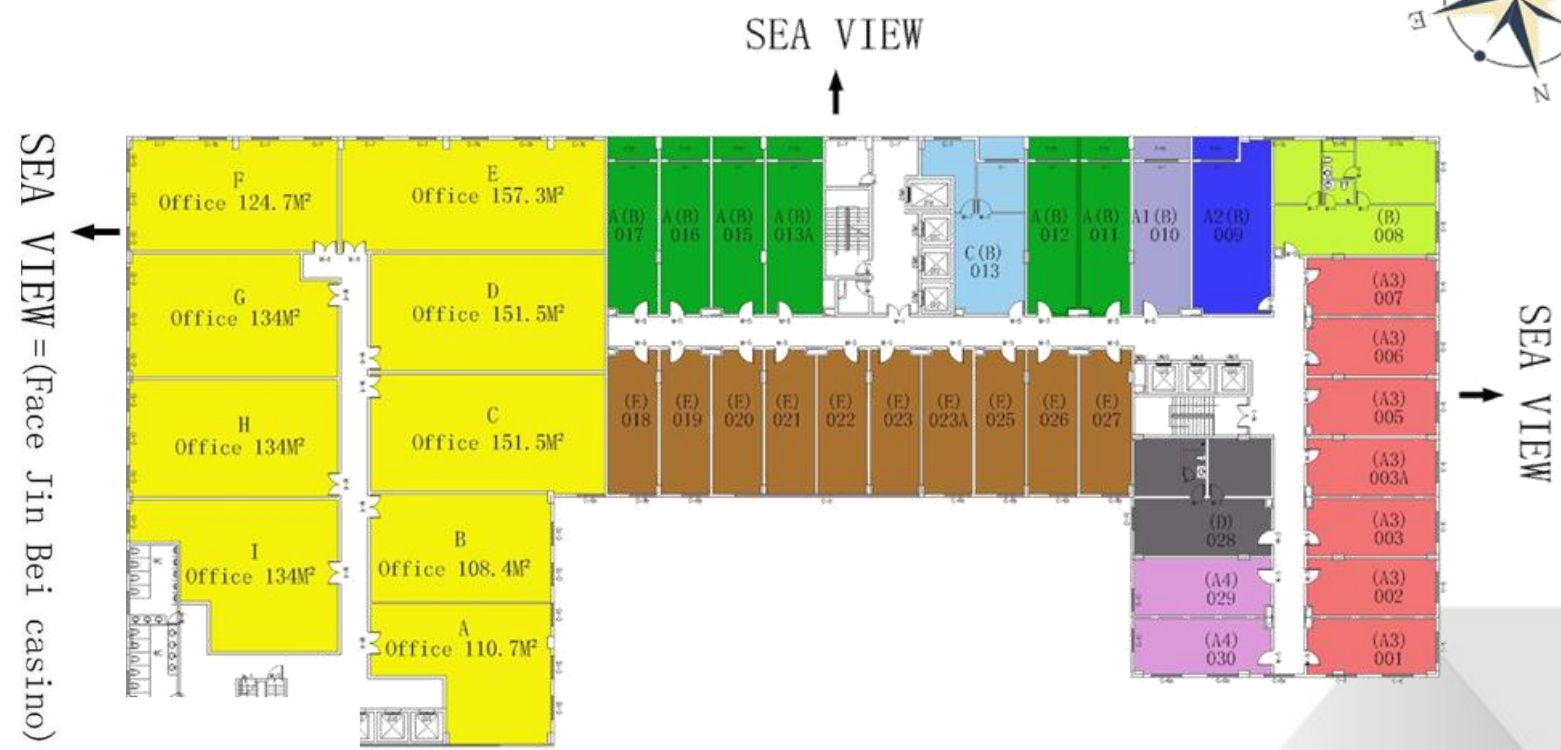 SEA VIEW
E
N
SEA VIEW =(Face Jin Bei casino)
SEA VIEW
F
Office 124.7M²
E
Office 157.3M²
G
Office 134M²
D
Office 151.5M²
H
Office 134M²
C
Office 151.5M²
I
Office 134M²
B
Office 108.4M²
A
Office 110.7M²
A(B)
017
A(B)
016
A(B)
015
A(B)
013A
C(B)
013
A(B)
012
A(B)
011
A1(B)
010
A2(B)
009
(B)
008
(A3)
007
(A3)
006
(A3)
005
(A3)
003A
(A3)
003
(A3)
002
(A3)
001
(E)
018
(E)
019
(E)
020
(E)
021
(E)
022
(E)
023
(E)
023A
(E)
025
(E)
026
(E)
027
(D)
028
(A4)
029
(A4)
030